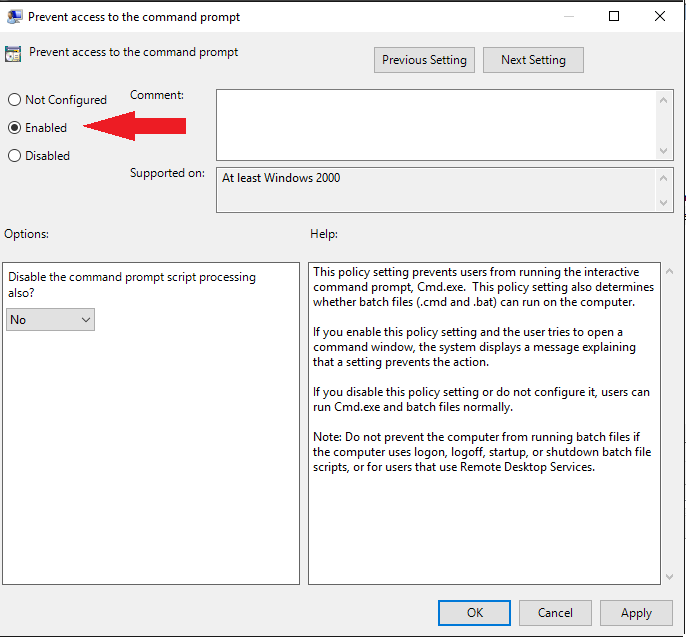 Prevent access to the command prompt
Prevent access to the command prompt
Previous Setting
Next Setting
Not Configured
Enabled
Disabled
Comment:
Supported on:
At least Windows 2000
Options:
Help:
Disable the command prompt script processing
also?
No
This policy setting prevents users from running the interactive
command prompt, Cmd.exe.  This policy setting also determines
whether batch files (.cmd and .bat) can run on the computer.
If you enable this policy setting and the user tries to open a
command window, the system displays a message explaining
that a setting prevents the action.
If you disable this policy setting or do not configure it, users can
run Cmd.exe and batch files normally.
Note: Do not prevent the computer from running batch files if
the computer uses logon, logoff, startup, or shutdown batch file
scripts, or for users that use Remote Desktop Services.
OK
Cancel
Apply